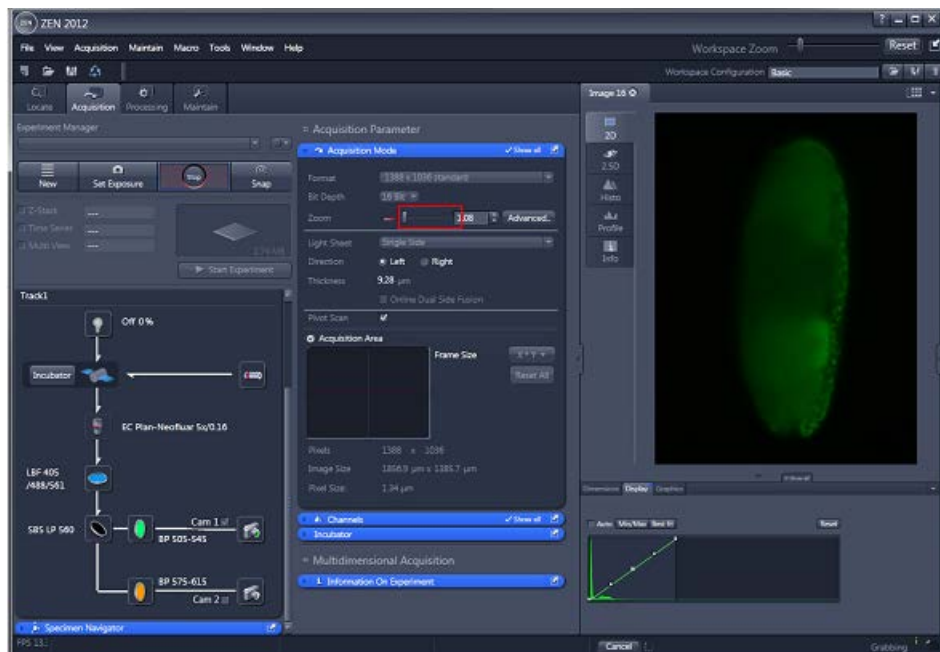 ZEN 2012
File View Acquisition Maintain Macro Tools Window Help
Workspace Zoom Reset
Workspace Configuration Basic
Locate Acquisition Processing Maintain
Experiment Manager
New Set Exposure Stop Snap
Z-Stack ---
Time Series ---
Multi View ---
Start Experiment
Track1
Off 0%
Incubator
EC Plan-Neofluar 5x/0.16
LBF 405
/488/561
SBS LP 560
Cam 1
BP 505-545
BP 575-615
Cam 2
Specimen Navigator
Acquisition Parameter
Acquisition Mode Show all
Format 1388 x 1036 standard
Bit Depth 16 Bit
Zoom 1.08 Advanced..
Light Sheet Single Side
Direction Left Right
Thickness 9.28 µm
Online Dual Side Fusion
Pivot Scan
Acquisition Area
Frame Size X * Y
Reset All
Pixels 1388 x 1036
Image Size 1866.9 µm x 1385.7 µm
Pixel Size: 1.34 µm
Channels Show all
Incubator
Multidimensional Acquisition
Information On Experiment
Image 16
2D
2.5D
Histo
Profile
Info
Dimensions Display Graphics
Auto Min/Max Best Fit Reset
FPS
Cancel
Grabbing